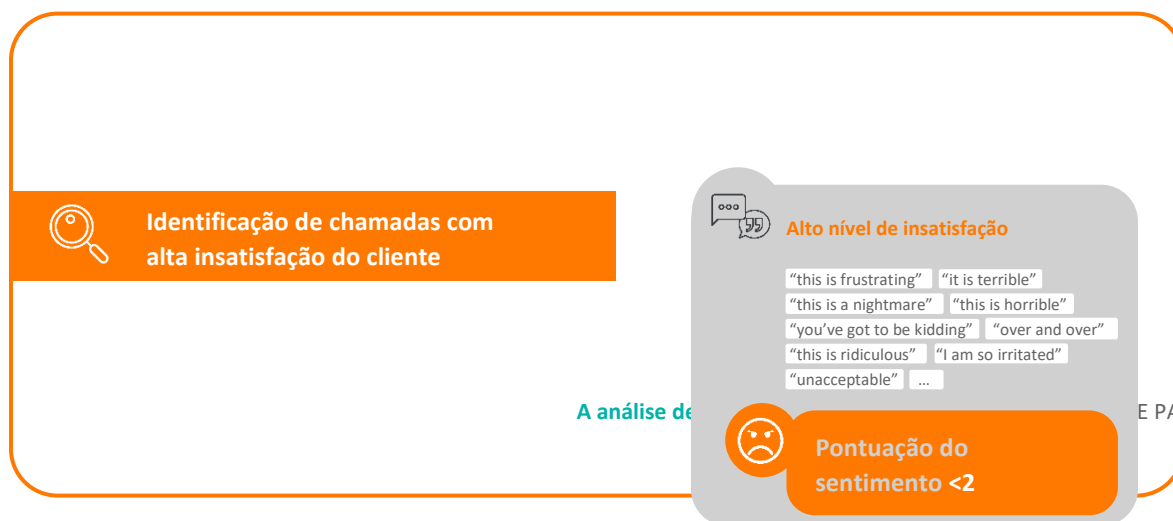 Identificação de chamadas com
alta insatisfação do cliente
Alto nível de insatisfação
“this is frustrating” “it is terrible”
“this is a nightmare” “this is horrible”
“you’ve got to be kidding” “over and over”
“this is ridiculous” “I am so irritated”
“unacceptable” ...
A análise de E PA
Pontuação do
sentimento <2